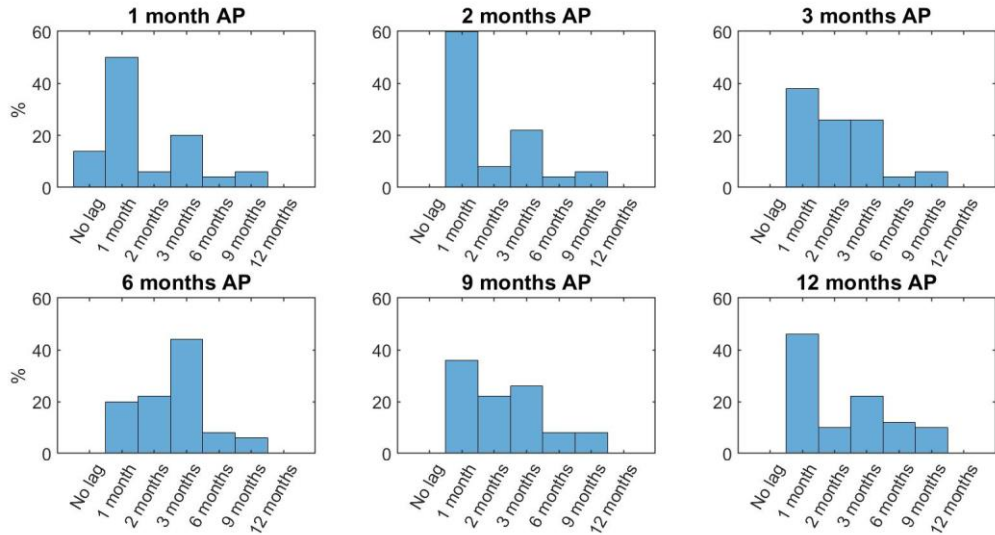 1 month AP
2 months AP
3 months AP
60
40
20
0
%
No lag
1 month
2 months
3 months
6 months
9 months
12 months
60
40
20
0
No lag
1 month
2 months
3 months
6 months
9 months
12 months
60
40
20
0
No lag
1 month
2 months
3 months
6 months
9 months
12 months
6 months AP
9 months AP
12 months AP
60
40
20
0
%
No lag
1 month
2 months
3 months
6 months
9 months
12 months
60
40
20
0
No lag
1 month
2 months
3 months
6 months
9 months
12 months
60
40
20
0
No lag
1 month
2 months
3 months
6 months
9 months
12 months